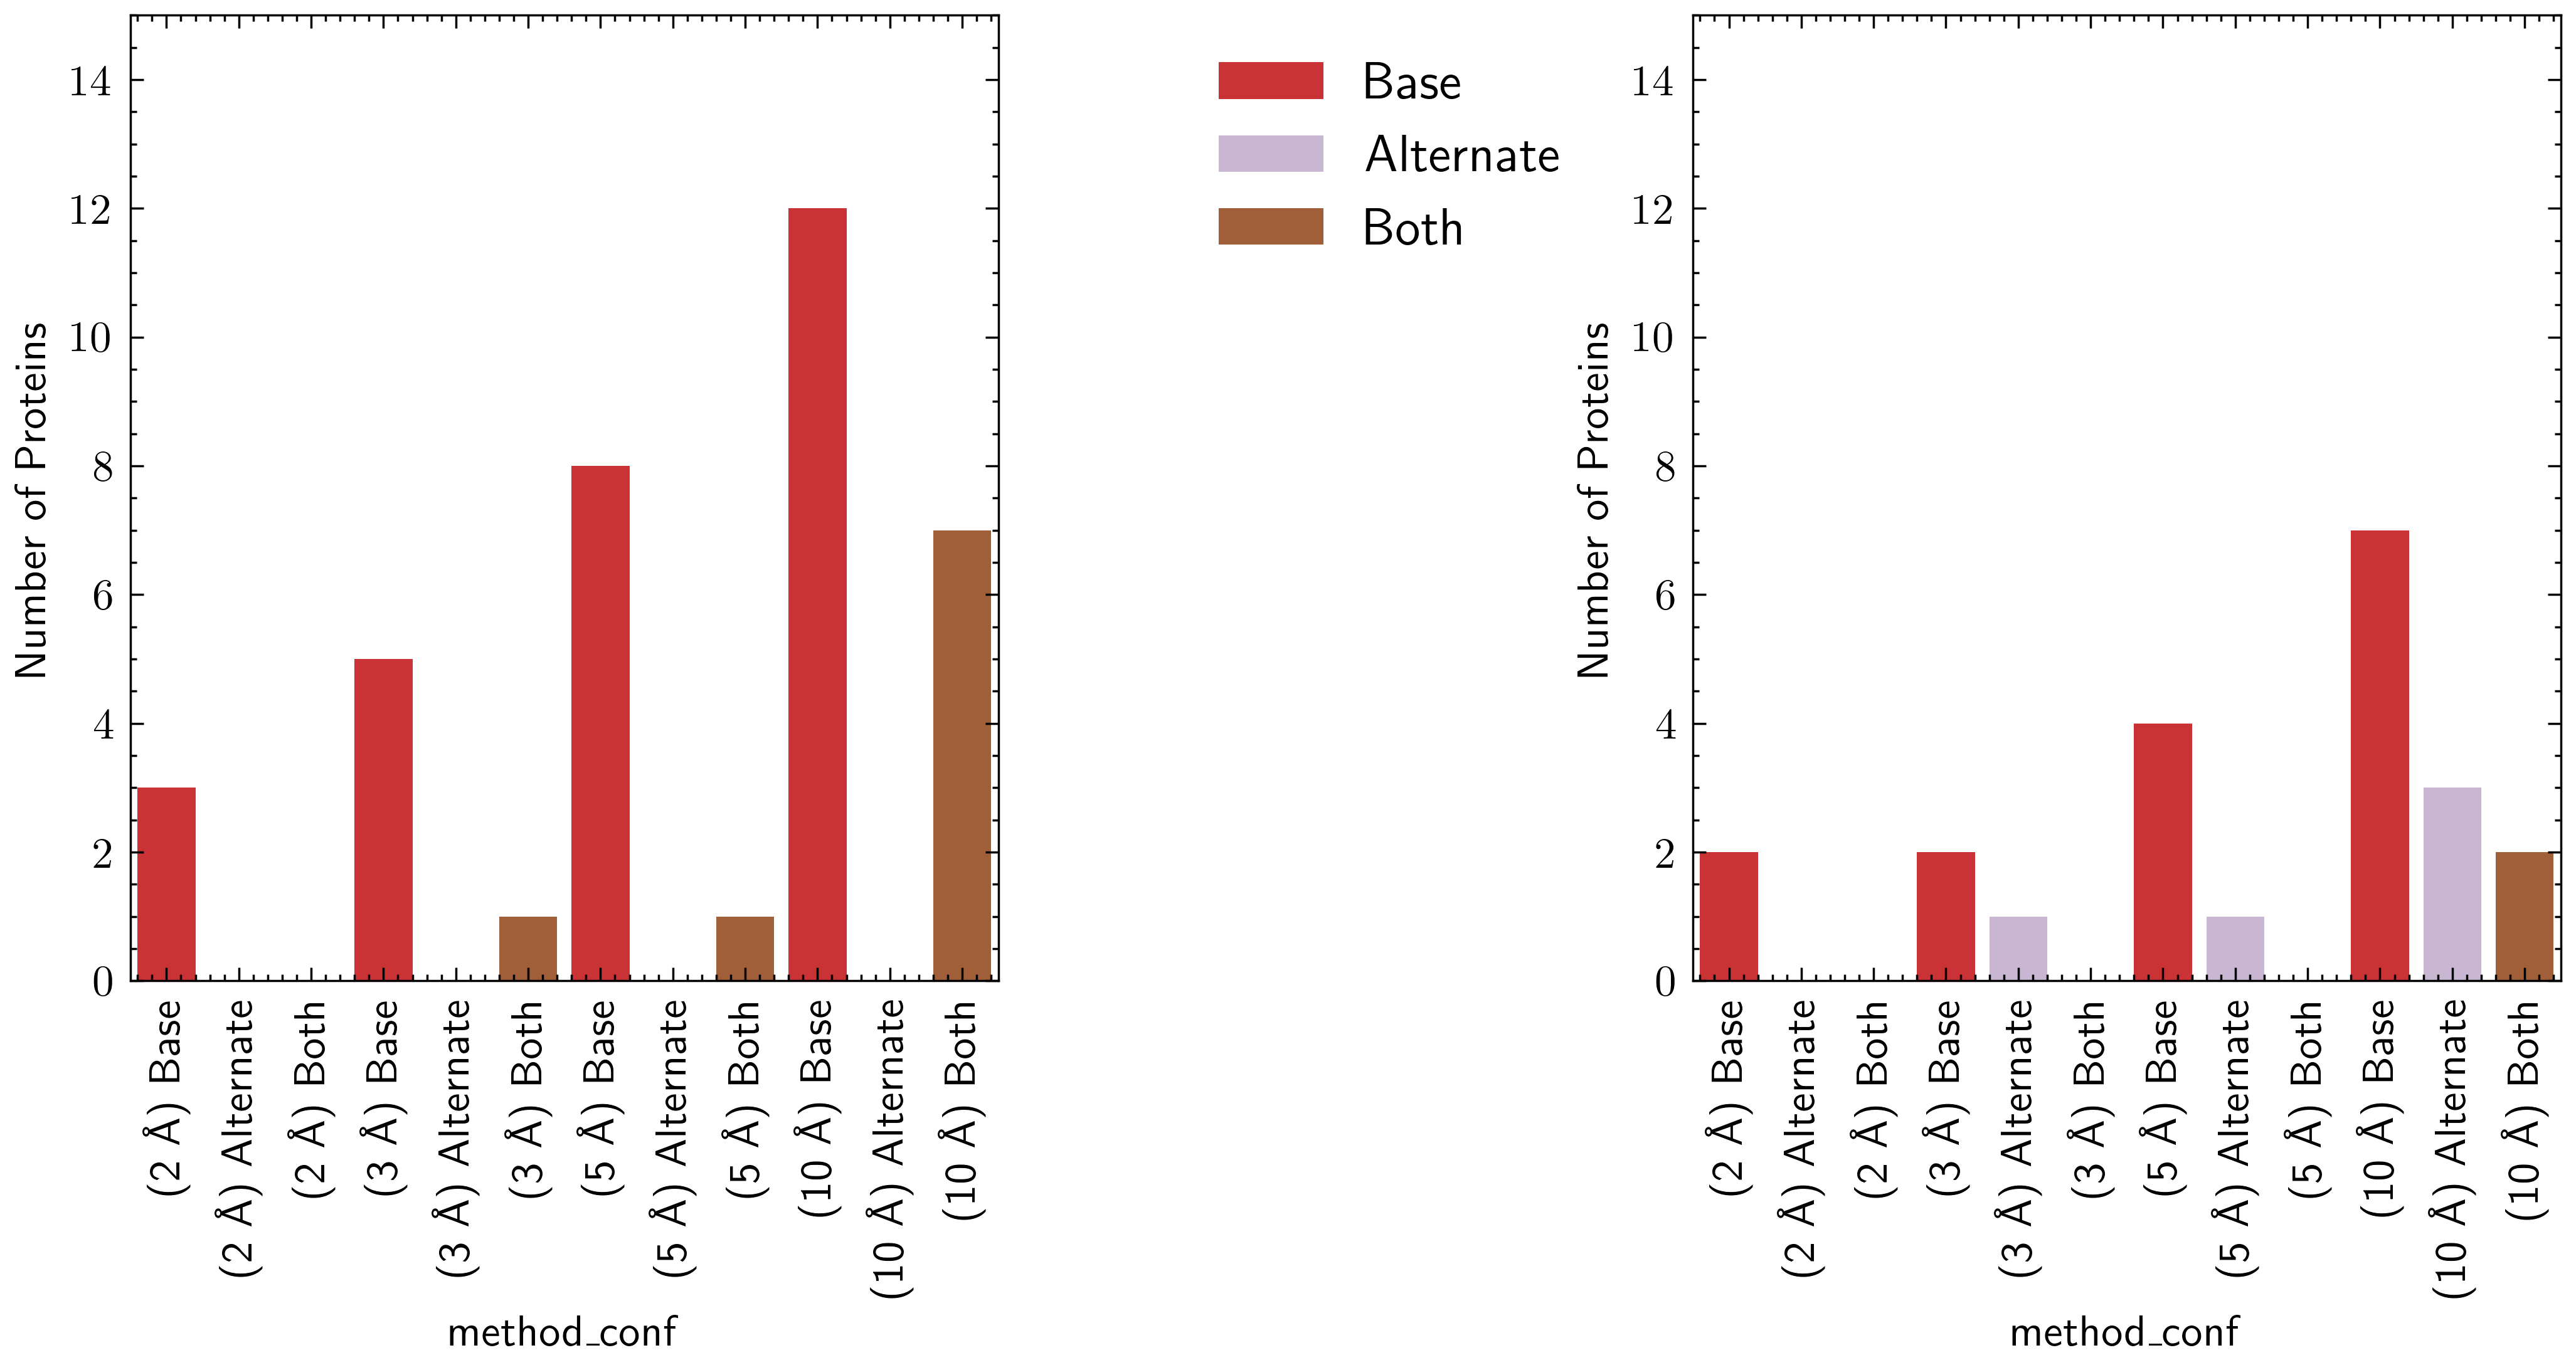 14
12
10
8
6
4
2
0
Number of Proteins
(2 Å) Base
(2 Å) Alternate
(2 Å) Both
(3 Å) Base
(3 Å) Alternate
(3 Å) Both
(5 Å) Base
(5 Å) Alternate
(5 Å) Both
(10 Å) Base
(10 Å) Alternate
(10 Å) Both
method_conf
Base
Alternate
Both
14
12
10
8
6
4
2
0
Number of Proteins
(2 Å) Base
(2 Å) Alternate
(2 Å) Both
(3 Å) Base
(3 Å) Alternate
(3 Å) Both
(5 Å) Base
(5 Å) Alternate
(5 Å) Both
(10 Å) Base
(10 Å) Alternate
(10 Å) Both
method_conf